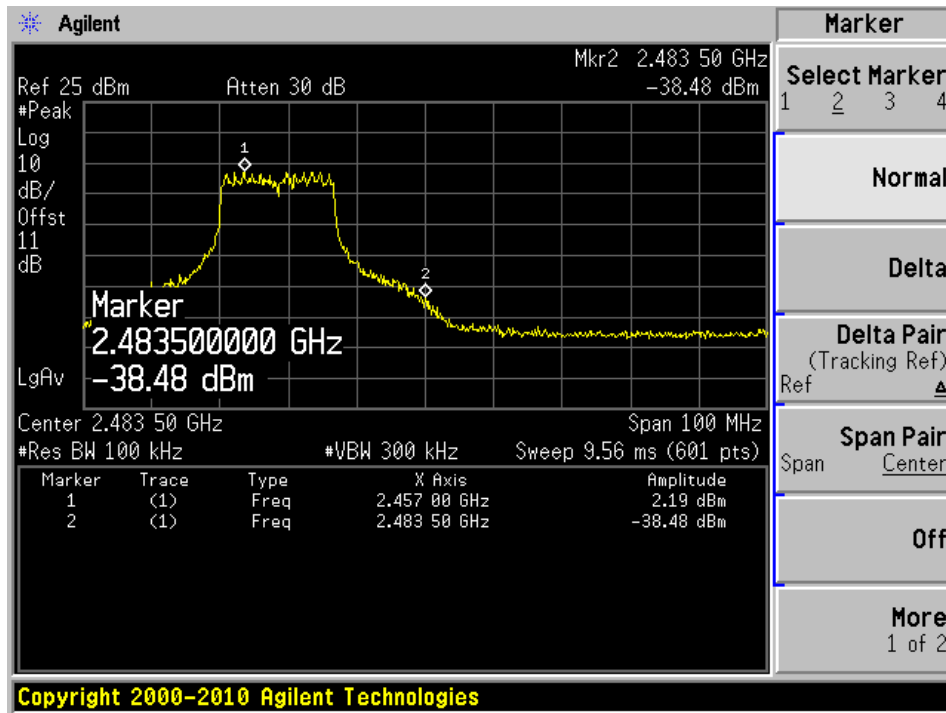 Agilent
Marker
Mkr2 2.483 50 GHz
Ref 25 dBm Atten 30 dB -38.48 dBm
#Peak
Log
10
dB/
Offst
11
dB
LgAv
1
2
Marker
2.483500000 GHz
-38.48 dBm
Center 2.483 50 GHz Span 100 MHz
#Res BW 100 kHz #VBW 300 kHz Sweep 9.56 ms (601 pts)
Marker Trace Type X Axis Amplitude
1 (1) Freq 2.457 00 GHz 2.19 dBm
2 (1) Freq 2.483 50 GHz -38.48 dBm
Select Marker
1 2 3 4
Normal
Delta
Delta Pair
(Tracking Ref)
Ref Δ
Span Pair
Span Center
Off
More
1 of 2
Copyright 2000-2010 Agilent Technologies